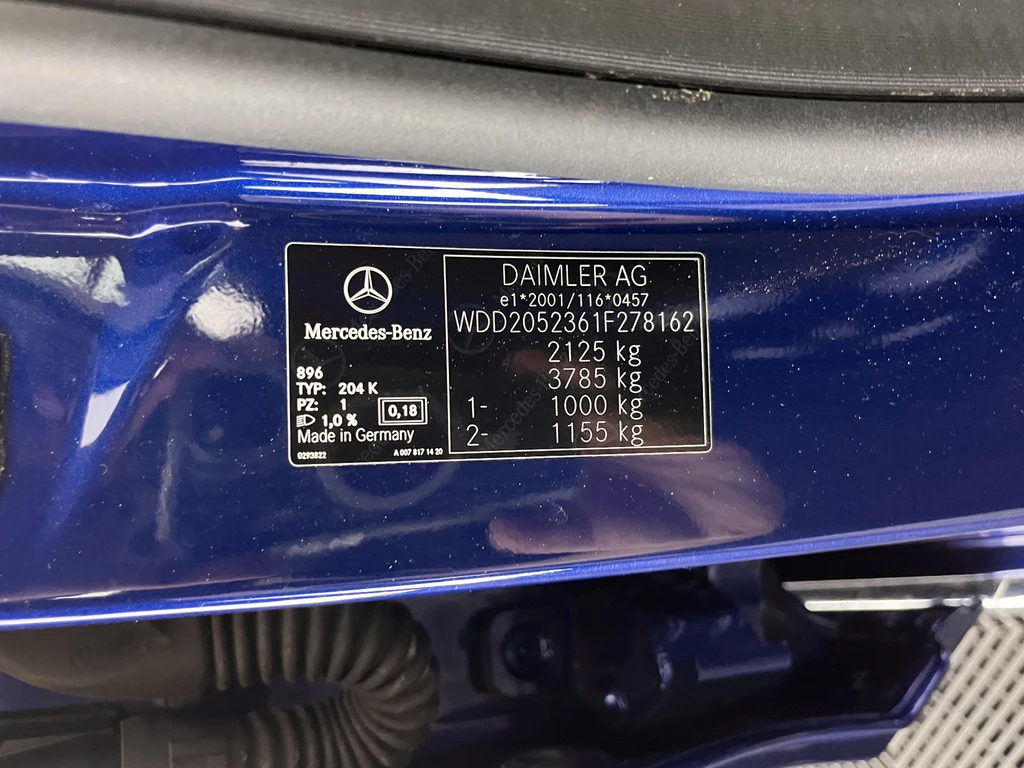 Mercedes-Benz
896
TYP: 204 K
PZ: 1
0,18
1,0 %
Made in Germany
0293822
A 007 817 14 20
DAIMLER AG
e1*2001/116*0457
WDD2052361F278162
2125 kg
3785 kg
1- 1000 kg
2- 1155 kg